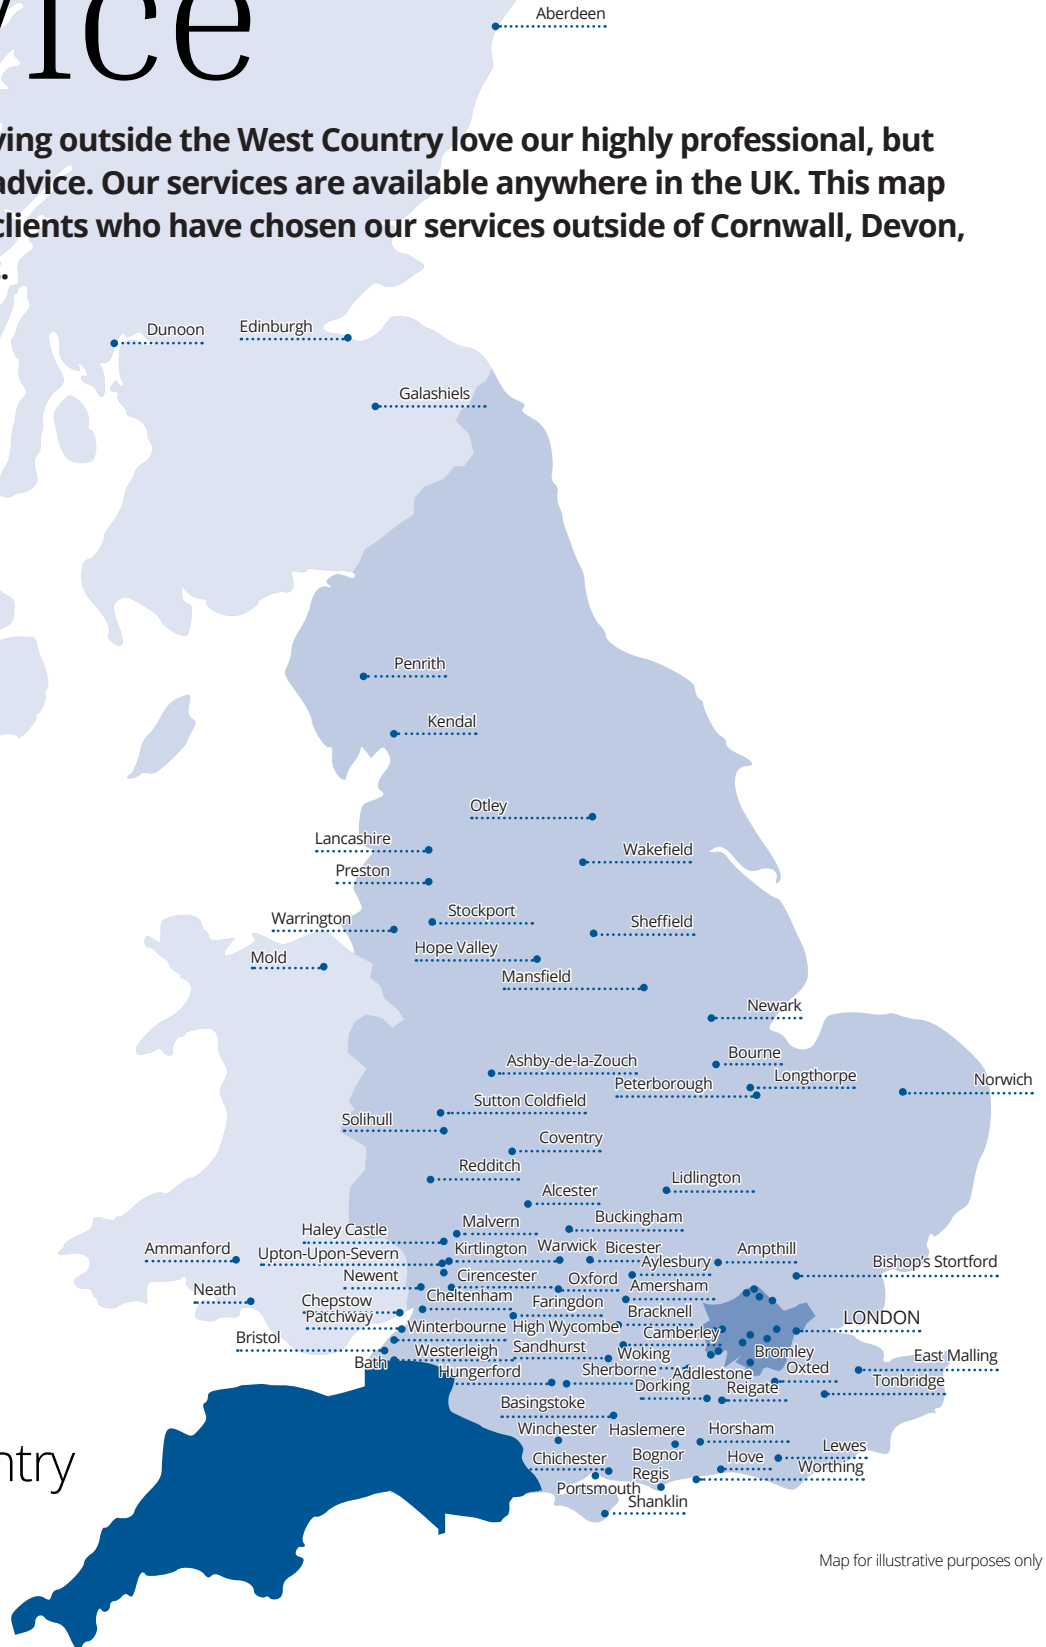 vice
Aberdeen
ving outside the West Country love our highly professional, but
advice. Our services are available anywhere in the UK. This map
clients who have chosen our services outside of Cornwall, Devon,
.
Dunoon
Edinburgh
Galashiels
Penrith
Kendal
Otley
Lancashire
Wakefield
Preston
Stockport
Warrington
Sheffield
Hope Valley
Mold
Mansfield
Newark
Bourne
Ashby-de-la-Zouch
Longthorpe
Peterborough
Norwich
Sutton Coldfield
Solihull
Coventry
Redditch
Lidlington
Alcester
Buckingham
Malvern
Haley Castle
Ammanford
Upton-Upon-Severn
Kirtlington
Warwick
Bicester
Ampthill
Aylesbury
Bishop's Stortford
Newent
Cirencester
Oxford
Amersham
Neath
Cheltenham
Chepstow
Faringdon
Bracknell
Patchway
LONDON
Winterbourne
High Wycombe
Camberley
Bristol
Westerleigh
Sandhurst
Woking
Bromley
East Malling
Bath
Hungerford
Sherborne
Addlestone
Oxted
Dorking
Reigate
Tonbridge
Basingstoke
Winchester
Haslemere
Horsham
Lewes
Chichester
Bognor
Regis
Hove
Worthing
ntry
Portsmouth
Shanklin
Map for illustrative purposes only